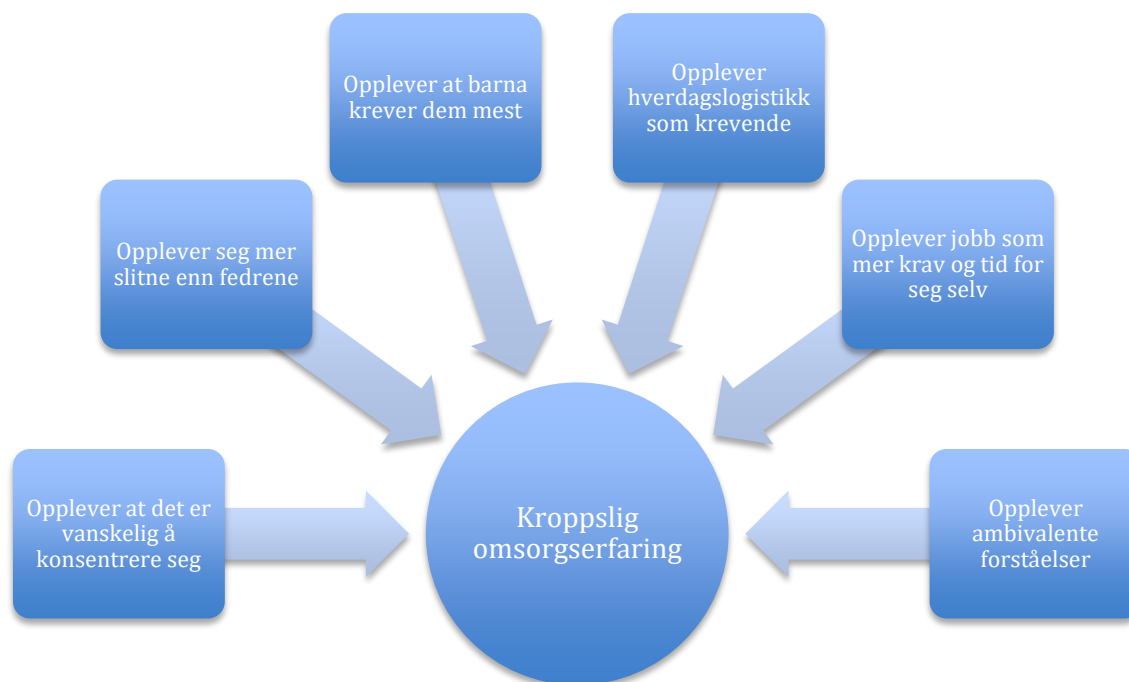 Opplever at det er
vanskelig å
konsentrere seg
Opplever seg mer
slitne enn fedrene
Opplever at barna
krever dem mest
Opplever
hverdagslogistikk
som krevende
Opplever jobb som
mer krav og tid for
seg selv
Opplever
ambivalente
forståelser
Kroppslig
omsorgserfaring